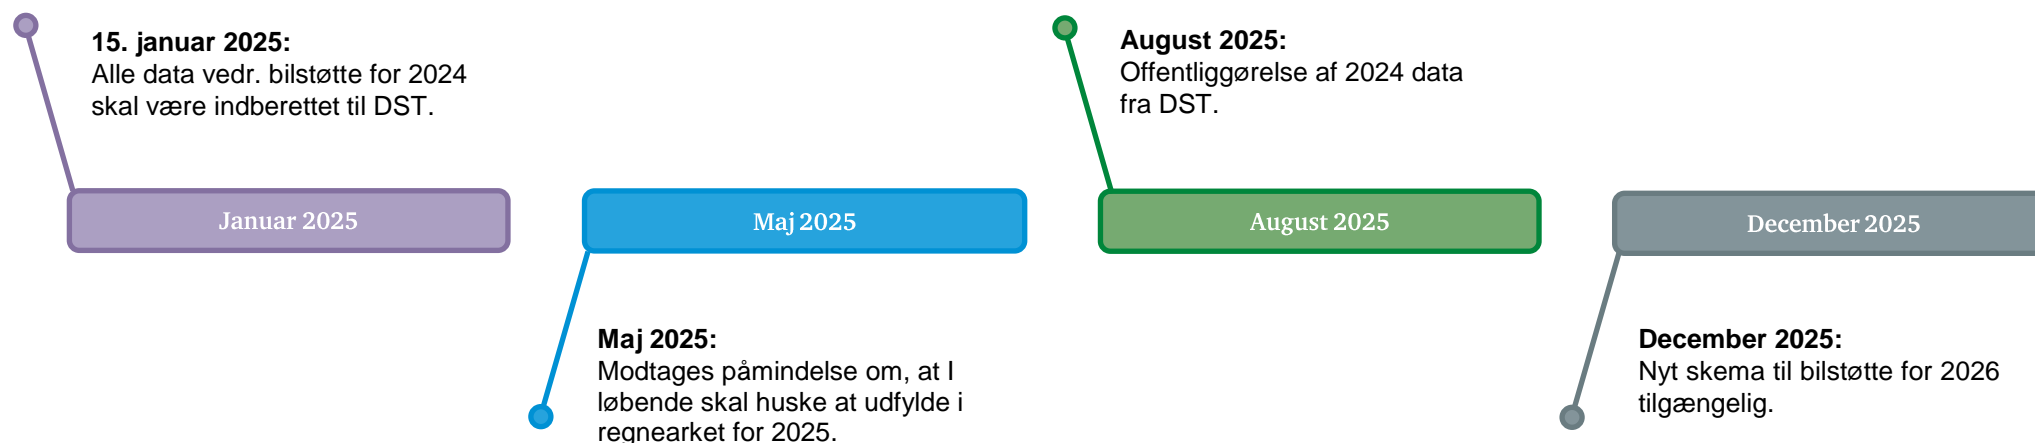 15. januar 2025:
Alle data vedr. bilstøtte for 2024
skal være indberettet til DST.
August 2025:
Offentliggørelse af 2024 data
fra DST.
Januar 2025
Maj 2025
August 2025
December 2025
Maj 2025:
Modtages påmindelse om, at I
løbende skal huske at udfylde i
regnearket for 2025.
December 2025:
Nyt skema til bilstøtte for 2026
tilgængelig.